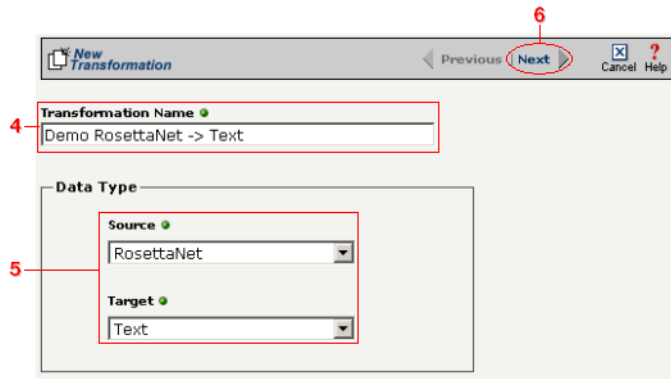 6
New
Transformation
Previous Next Cancel Help
Transformation Name
4
Demo RosettaNet -> Text
Data Type
Source
RosettaNet
5
Target
Text